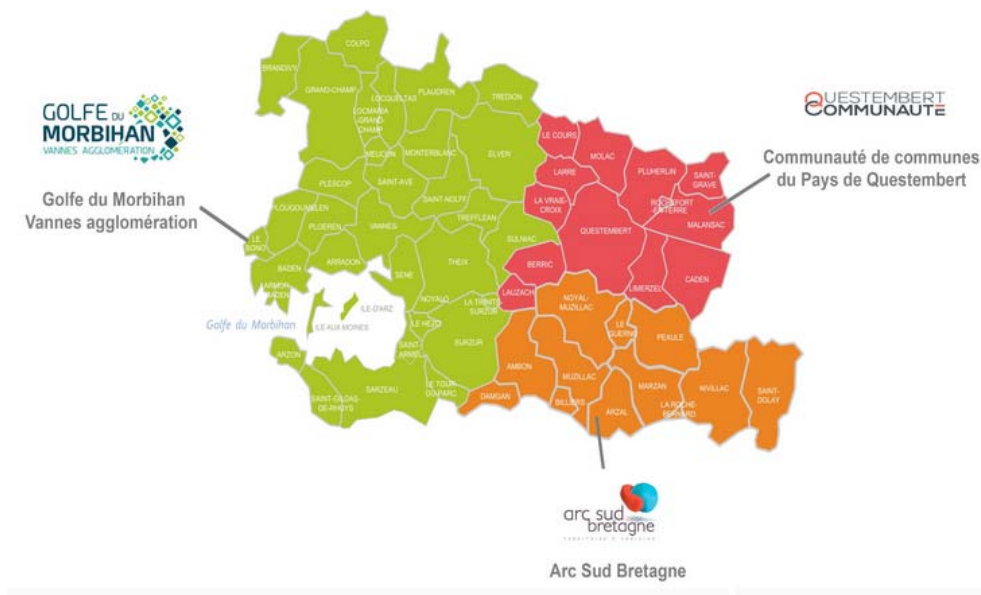 COLPO
BRANDIVY
GRAND-CHAMP
LOCQUELTAS
PLAUDREN
TREDION
LOCMARIA-
GRAND-
CHAMP
GOLFE DU
MORBIHAN
VANNES AGGLOMÉRATION
QUESTEMBERT
COMMUNAUTÉ
LE COURS
MOLAC
MEUCON
MONTERBLANC
ELVEN
Communauté de communes
du Pays de Questembert
LARRE
PLUHERLIN
SAINT-
GRAVE
PLESCOP
SAINT-AVE
Golfe du Morbihan
Vannes agglomération
SAINT NOLFF
LA VRAIE-
CROIX
ROCHEFORT
-EN-TERRE
PLOUGOUMELEN
TREFFLEAN
MALANSAC
PLOEREN
VANNES
QUESTEMBERT
SULNIAC
LE
BONO
ARRADON
THEIX
BERRIC
BADEN
SENE
CADEN
LARMOR
BADEN
LAUZACH
LIMERZEL
NOYALO
LA TRINITE-
SURZUR
NOYAL-
MUZILLAC
ILE-D'ARZ
Golfe du Morbihan
ILE AUX MOINES
LE HEZO
LE
GUERNO
PEAULE
SURZUR
SAINT-
ARMEL
ARZON
AMBON
MUZILLAC
SARZEAU
LE TOUR-
DU-PARC
MARZAN
NIVILLAC
SAINT-
DOLAY
DAMGAN
BILLIERS
SAINT-GILDAS-
DE-RHUYS
ARZAL
LA ROCHE-
BERNARD
arc sud
bretagne
Arc Sud Bretagne